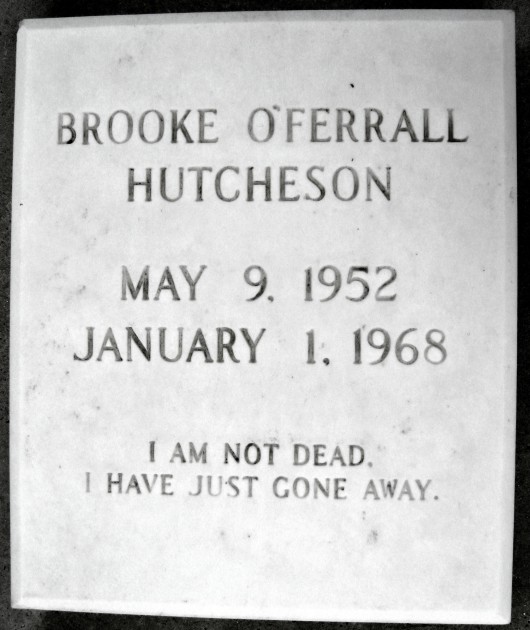 BROOKE O'FERRALL
HUTCHESON
MAY 9, 1952
JANUARY 1, 1968
I AM NOT DEAD,
I HAVE JUST GONE AWAY.